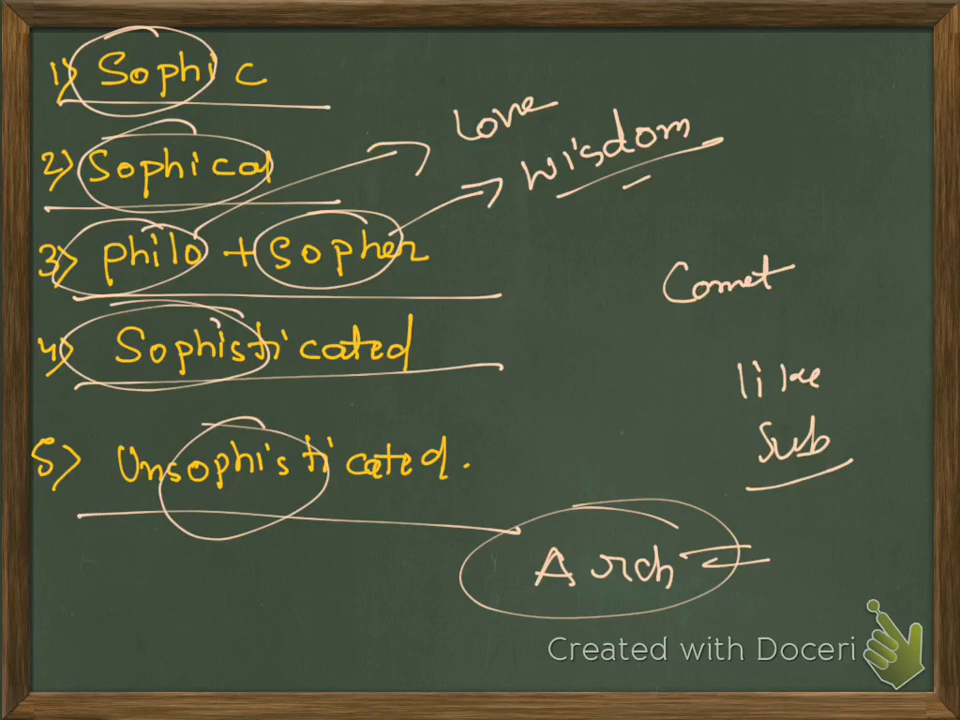 1) Sophic
2) Sophical
3) philo + Sopher
Love
Wisdom
4) Sophisticated
5) Unsophisticated.
Comet
like
Sub
Arch
Created with Doceri